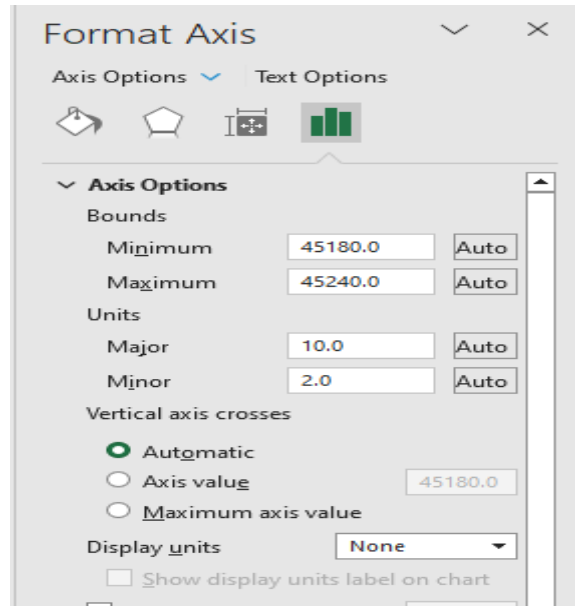 Format Axis
Axis Options Text Options
Axis Options
Bounds
Minimum 45180.0 Auto
Maximum 45240.0 Auto
Units
Major 10.0 Auto
Minor 2.0 Auto
Vertical axis crosses
Automatic
Axis value 45180.0
Maximum axis value
Display units None
Show display units label on chart